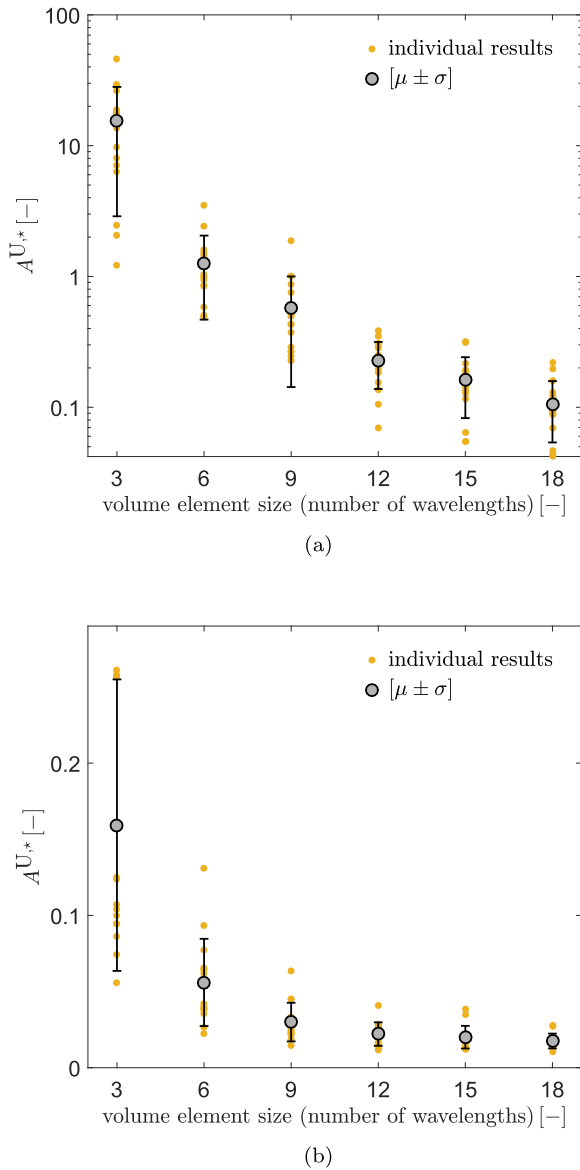 100
10
1
0.1
A^{U,⋆} [−]
individual results
[μ ± σ]
3 6 9 12 15 18
volume element size (number of wavelengths) [−]
(a)
0.2
0.1
0
A^{U,⋆} [−]
individual results
[μ ± σ]
3 6 9 12 15 18
volume element size (number of wavelengths) [−]
(b)